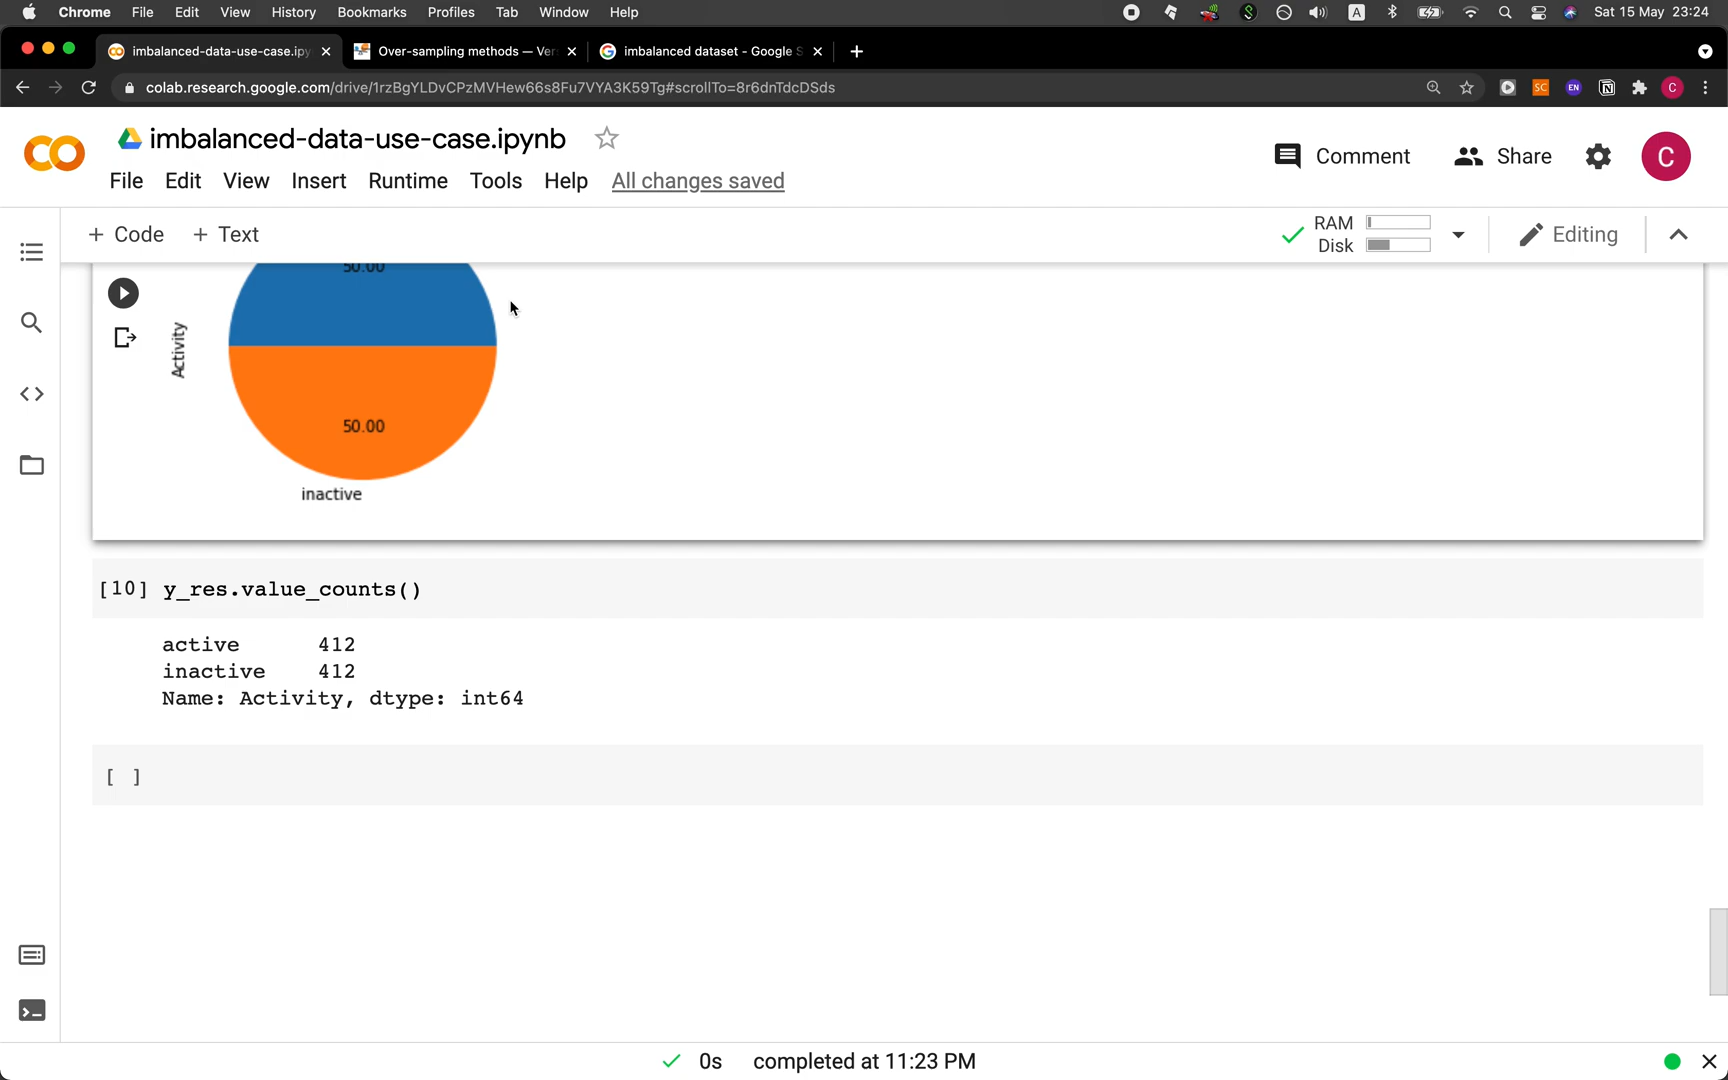 Chrome File Edit View History Bookmarks Profiles Tab Window Help A Sat 15 May 23:24
imbalanced-data-use-case.ipy Over-sampling methods — Ver imbalanced dataset - Google S
colab.research.google.com/drive/1rzBgYLDvCPzMVHew66s8Fu7VYA3K59Tg#scrollTo=8r6dnTdcDSds SC EN C
imbalanced-data-use-case.ipynb
Comment Share C
File Edit View Insert Runtime Tools Help All changes saved
+ Code + Text RAM
Disk
Editing
50.00
Activity
50.00
inactive
[10] y_res.value_counts()
active 412
inactive 412
Name: Activity, dtype: int64
[ ]
0s completed at 11:23 PM